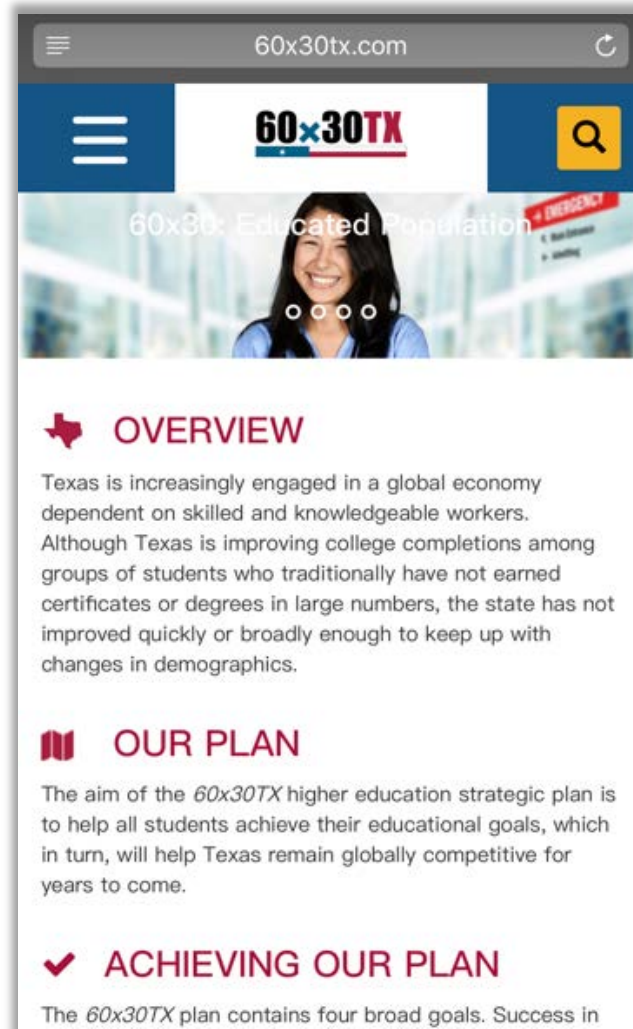 60x30tx.com
60×30TX
60x30: Educated Population
EMERGENCY
Main Entrance
OVERVIEW
Texas is increasingly engaged in a global economy
dependent on skilled and knowledgeable workers.
Although Texas is improving college completions among
groups of students who traditionally have not earned
certificates or degrees in large numbers, the state has not
improved quickly or broadly enough to keep up with
changes in demographics.
OUR PLAN
The aim of the 60x30TX higher education strategic plan is
to help all students achieve their educational goals, which
in turn, will help Texas remain globally competitive for
years to come.
ACHIEVING OUR PLAN
The 60x30TX plan contains four broad goals. Success in